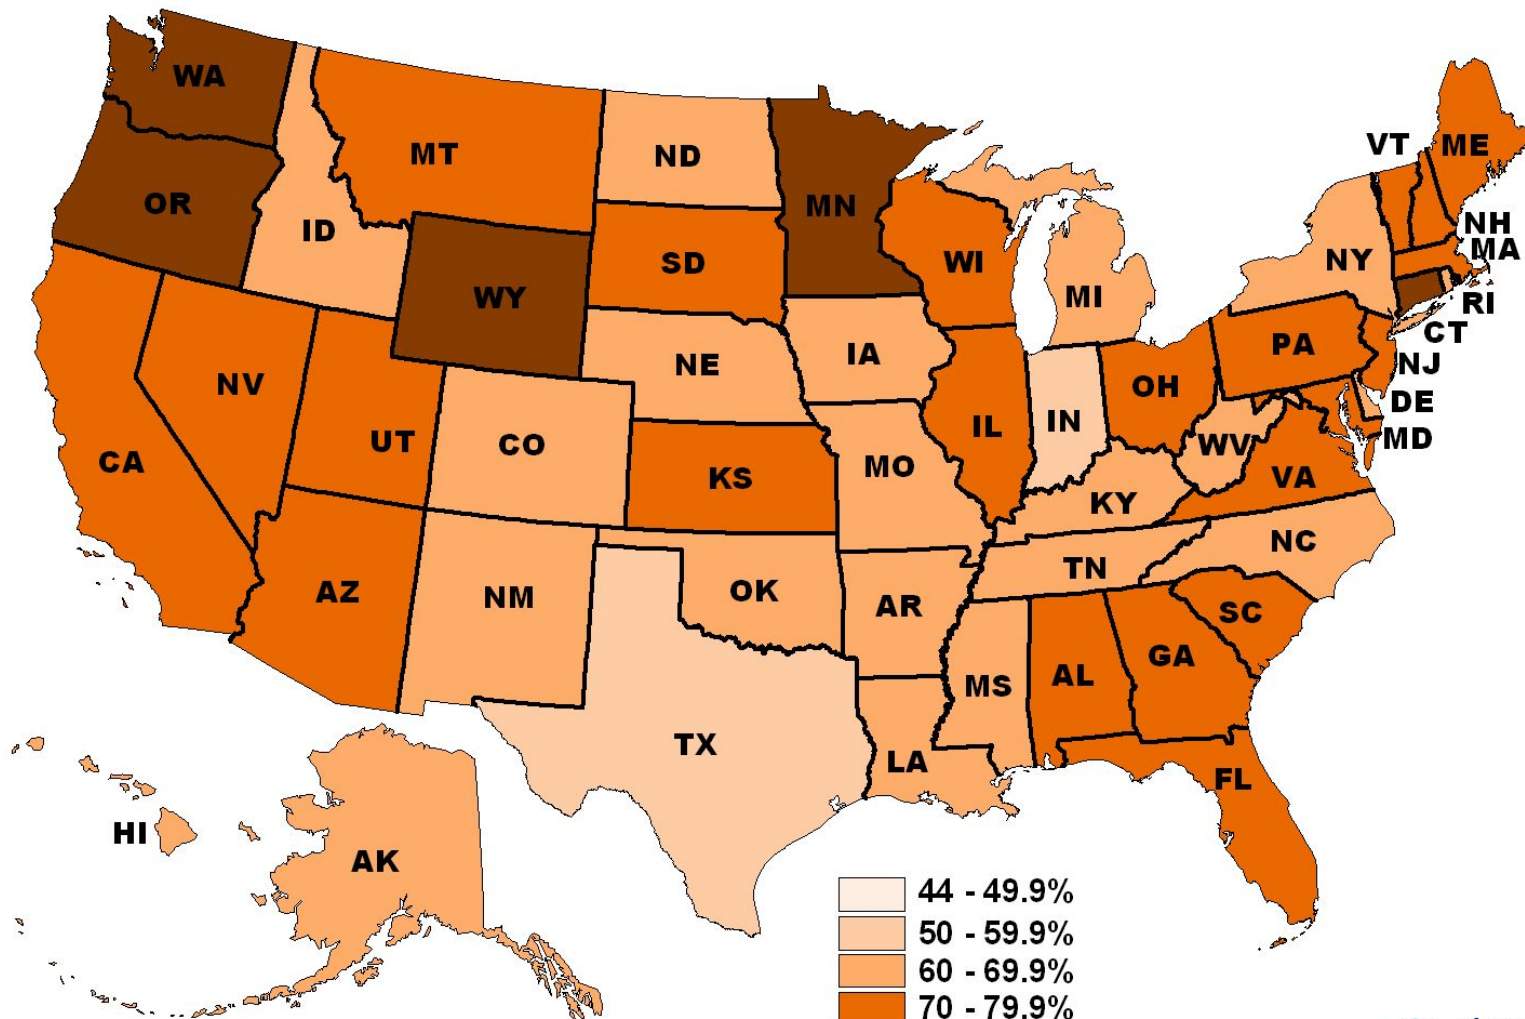 WA
MT
ND
VT
ME
OR
ID
MN
NH
MA
WY
SD
WI
NY
MI
RI
CT
NV
NE
IA
PA
NJ
OH
DE
CA
UT
CO
KS
MO
IL
IN
WV
MD
VA
KY
NC
AZ
NM
OK
AR
TN
SC
GA
AL
MS
TX
LA
FL
HI
AK
44 - 49.9%
50 - 59.9%
60 - 69.9%
70 - 79.9%